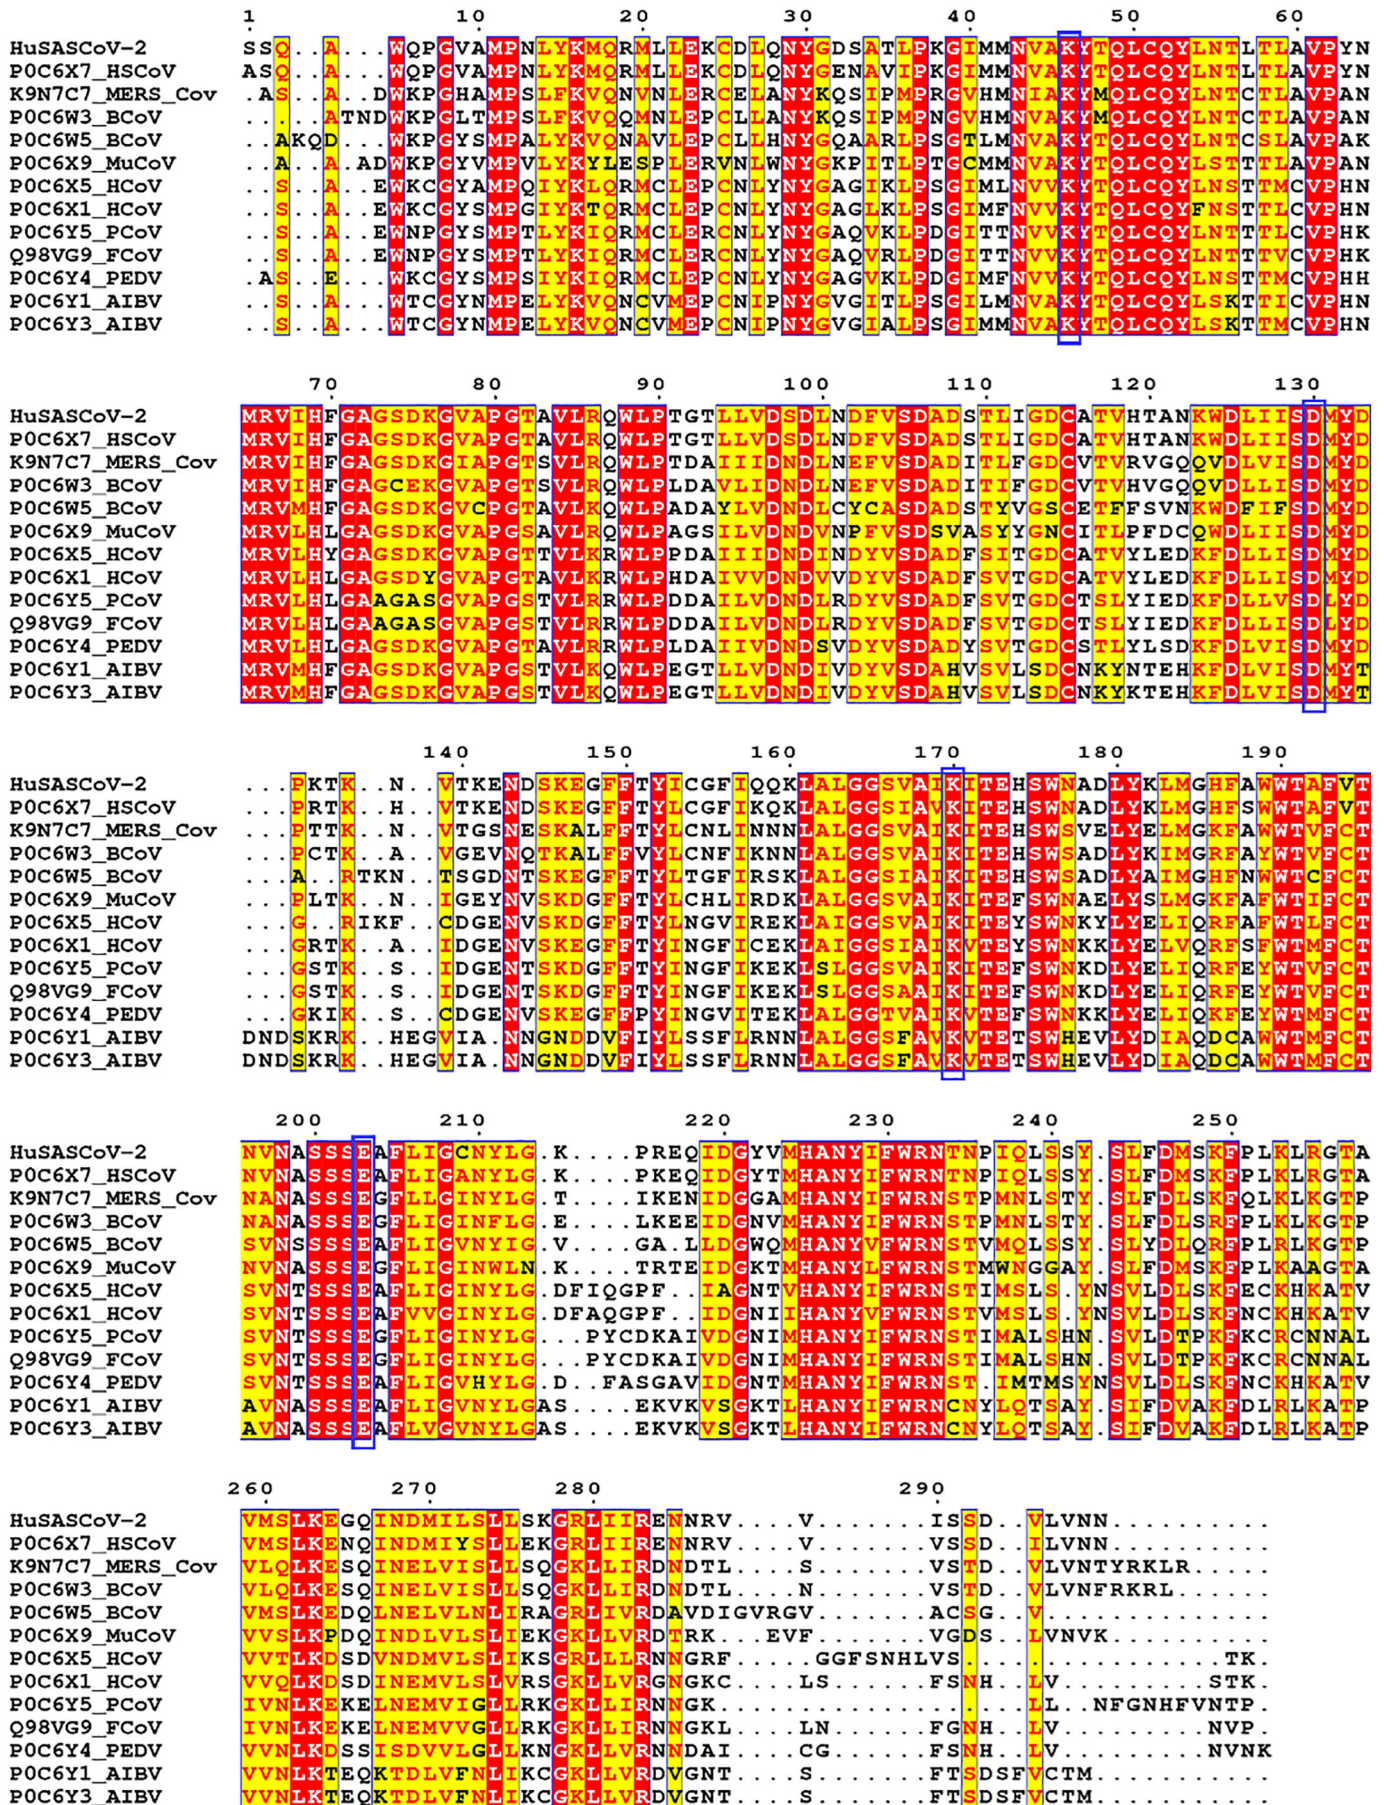 1 10 20 30 40 50 60
HuSASCoV-2 SSQ..A...WQPGVAMPNLYKMQRMLLEKCDLQNYGDSATLPKGIMMNVAKYTQLCQYLNTLTLAVPYN
P0C6X7_HSCoV ASQ..A...WQPGVAMPNLYKMQRMLLEKCDLQNYGENAVIPKGIMMNVAKYTQLCQYLNTLTLAVPYN
K9N7C7_MERS_Cov .AS..A..DWKPGHAMPSLFKVQNVNLERCELANYKQSIPMPRGVHMNIAKYMQLCQYLNTCTLAVPAN
P0C6W3_BCoV .....ATNDWKPGLTMPSLFKVQQMNLEPCLLANYKQSIPMPNGVHMNVAKYMQLCQYLNTCTLAVPAN
P0C6W5_BCoV ..AKQD...WKPGYSMPALYKVQNAVLEPCLLHNYGQAARLPSGTLMNVAKYTQLCQYLNTCSLAVPAK
P0C6X9_MuCoV ..A..A.ADWKPGYVMPVLYKYLESPLERVNLWNYGKPITLPTGCMMNVAKYTQLCQYLSTTTLAVPAN
P0C6X5_HCoV ..S..A..EWKCGYAMPQIYKLQRMCLEPCNLYNYGAGIKLPSGIMLNVVKYTQLCQYLNSTTMCVPHN
P0C6X1_HCoV ..S..A..EWKCGYSMPGIYKTQRMCLEPCNLYNYGAGLKLPSGIMFNVVKYTQLCQYFNSTTLCVPHN
P0C6Y5_PCoV ..S..A..EWNPGYSMPTLYKIQRMCLERCNLYNYGAQVKLPDGITTNVVKYTQLCQYLNTTTLCVPHK
Q98VG9_FCoV ..S..A..EWNPGYSMPTLYKIQRMCLERCNLYNYGAQVRLPDGITTNVVKYTQLCQYLNTTTVCVPHK
P0C6Y4_PEDV .AS..E...WKCGYSMPSMYKIQRMCLEPCNLYNYGAGIKLPDGIMFNVVKYTQLCQYLNSTTMCVPHH
P0C6Y1_AIBV ..S..A...WTCGYNMPELYKVQNCVMEPCNIPNYGVGITLPSGILMNVAKYTQLCQYLSKTTICVPHN
P0C6Y3_AIBV ..S..A...WTCGYNMPELYKVQNCVMEPCNIPNYGVGIALPSGIMMNVAKYTQLCQYLSKTTMCVPHN
70 80 90 100 110 120 130
HuSASCoV-2 MRVIHFGAGSDKGVAPGTAVLRQWLPTGTLLVDSDLNDFVSDADSTLIGDCATVHTANKWDLIISDMYD
P0C6X7_HSCoV MRVIHFGAGSDKGVAPGTAVLRQWLPTGTLLVDSDLNDFVSDADSTLIGDCATVHTANKWDLIISDMYD
K9N7C7_MERS_Cov MRVIHFGAGSDKGIAPGTSVLRQWLPTDAIIIDNDLNEFVSDADITLFGDCVTVRVGQQVDLVISDMYD
P0C6W3_BCoV MRVIHFGAGCEKGVAPGTSVLRQWLPLDAVLIDNDLNEFVSDADITIFGDCVTVHVGQQVDLLISDMYD
P0C6W5_BCoV MRVMHFGAGSDKGVCPGTAVLKQWLPADAYLVDNDLCYCASDADSTYVGSCETFFSVNKWDFIFSDMYD
P0C6X9_MuCoV MRVLHLGAGSDKGVAPGSAVLRQWLPAGSILVDNDVNPFVSDSVASYYGNCITLPFDCQWDLIISDMYD
P0C6X5_HCoV MRVLHYGAGSDKGVAPGTTVLKRWLPPDAIIIDNDINDYVSDADFSITGDCATVYLEDKFDLLISDMYD
P0C6X1_HCoV MRVLHLGAGSDYGVAPGTAVLKRWLPHDAIVVDNDVVDYVSDADFSVTGDCATVYLEDKFDLLISDMYD
P0C6Y5_PCoV MRVLHLGAAGASGVAPGSTVLRRWLPDDAILVDNDLRDYVSDADFSVTGDCTSLYIEDKFDLLVSDLYD
Q98VG9_FCoV MRVLHLGAAGASGVAPGSTVLRRWLPDDAILVDNDLRDYVSDADFSVTGDCTSLYIEDKFDLLISDLYD
P0C6Y4_PEDV MRVLHLGAGSDKGVAPGTAVLRRWLPLDAIIVDNDSVDYVSDADYSVTGDCSTLYLSDKFDLVISDMYD
P0C6Y1_AIBV MRVMHFGAGSDKGVAPGSTVLKQWLPEGTLLVDNDIVDYVSDAHVSVLSDCNKYNTEHKFDLVISDMYT
P0C6Y3_AIBV MRVMHFGAGSDKGVAPGSTVLKQWLPEGTLLVDNDIVDYVSDAHVSVLSDCNKYKTEHKFDLVISDMYT
140 150 160 170 180 190
HuSASCoV-2 ...PKTK..N..VTKENDSKEGFFTYICGFIQQKLALGGSVAIKITEHSWNADLYKLMGHFAWWTAFVT
P0C6X7_HSCoV ...PRTK..H..VTKENDSKEGFFTYLCGFIKQKLALGGSIAVKITEHSWNADLYKLMGHFSWWTAFVT
K9N7C7_MERS_Cov ...PTTK..N..VTGSNESKALFFTYLCNLINNNLALGGSVAIKITEHSWSVELYELMGKFAWWTVFCT
P0C6W3_BCoV ...PCTK..A..VGEVNQTKALFFVYLCNFIKNNLALGGSVAIKITEHSWSADLYKIMGRFAYWTVFCT
P0C6W5_BCoV ...A..RTKN..TSGDNTSKEGFFTYLTGFIRSKLALGGSVAIKITEHSWSADLYAIMGHFNWWTCFCT
P0C6X9_MuCoV ...PLTK..N..IGEYNVSKDGFFTYLCHLIRDKLALGGSVAIKITEFSWNAELYSLMGKFAFWTIFCT
P0C6X5_HCoV ...G..RIKF..CDGENVSKDGFFTYLNGVIREKLAIGGSVAIKITEYSWNKYLYELIQRFAFWTLFCT
P0C6X1_HCoV ...GRTK..A..IDGENVSKEGFFTYINGFICEKLAIGGSIAIKVTEYSWNKKLYELVQRFSFWTMFCT
P0C6Y5_PCoV ...GSTK..S..IDGENTSKDGFFTYINGFIKEKLSLGGSVAIKITEFSWNKDLYELIQRFEYWTVFCT
Q98VG9_FCoV ...GSTK..S..IDGENTSKDGFFTYINGFIKEKLSLGGSAAIKITEFSWNKDLYELIQRFEYWTVFCT
P0C6Y4_PEDV ...GKIK..S..CDGENVSKEGFFPYINGVITEKLALGGTVAIKVTEFSWNKKLYELIQKFEYWTMFCT
P0C6Y1_AIBV DNDSKRK..HEGVIA.NNGNDDVFIYLSSFLRNNLALGGSFAVKVTETSWHEVLYDIAQDCAWWTMFCT
P0C6Y3_AIBV DNDSKRK..HEGVIA.NNGNDDVFIYLSSFLRNNLALGGSFAVKVTETSWHEVLYDIAQDCAWWTMFCT
200 210 220 230 240 250
HuSASCoV-2 NVNASSSEAFLIGCNYLG.K....PREQIDGYVMHANYIFWRNTNPIQLSSY.SLFDMSKFPLKLRGTA
P0C6X7_HSCoV NVNASSSEAFLIGANYLG.K....PKEQIDGYTMHANYIFWRNTNPIQLSSY.SLFDMSKFPLKLRGTA
K9N7C7_MERS_Cov NANASSSEGFLLGINYLG.T....IKENIDGGAMHANYIFWRNSTPMNLSTY.SLFDLSKFQLKLKGTP
P0C6W3_BCoV NANASSSEGFLIGINFLG.E....LKEEIDGNVMHANYIFWRNSTPMNLSTY.SLFDLSRFPLKLKGTP
P0C6W5_BCoV SVNSSSSEAFLIGVNYIG.V....GA.LLDGWQMHANYVFWRNSTVMQLSSY.SLYDLQRFPLRLKGTP
P0C6X9_MuCoV NVNASSSEGFLIGINWLN.K....TRTEIDGKTMHANYLFWRNSTMWNGGAY.SLFDMSKFPLKAAGTA
P0C6X5_HCoV SVNTSSSEAFLIGINYLG.DFIQGPF..IAGNTVHANYIFWRNSTIMSLS.YNSVLDLSKFECKHKATV
P0C6X1_HCoV SVNTSSSEAFVVGINYLG.DFAQGPF..IDGNIIHANYVFWRNSTVMSLS.YNSVLDLSKFNCKHKATV
P0C6Y5_PCoV SVNTSSSEGFLIGINYLG...PYCDKAIVDGNIMHANYIFWRNSTIMALSHN.SVLDTPKFKCRCNNAL
Q98VG9_FCoV SVNTSSSEGFLIGINYLG...PYCDKAIVDGNIMHANYIFWRNSTIMALSHN.SVLDTPKFKCRCNNAL
P0C6Y4_PEDV SVNTSSSEAFLIGVHYLG.D..FASGAVIDGNTMHANYIFWRNST.IMTMSYNSVLDLSKFNCKHKATV
P0C6Y1_AIBV AVNASSSEAFLIGVNYLGAS....EKVKVSGKTLHANYIFWRNCNYLQTSAY.SIFDVAKFDLRLKATP
P0C6Y3_AIBV AVNASSSEAFLVGVNYLGAS....EKVKVSGKTLHANYIFWRNCNYLQTSAY.SIFDVAKFDLRLKATP
260 270 280 290
HuSASCoV-2 VMSLKEGQINDMILSLLSKGRLIIRENNRV....V.......ISSD..VLVNN..........
P0C6X7_HSCoV VMSLKENQINDMIYSLLEKGRLIIRENNRV....V.......VSSD..ILVNN..........
K9N7C7_MERS_Cov VLQLKESQINELVISLLSQGKLLIRDNDTL....S.......VSTD..VLVNTYRKLR.....
P0C6W3_BCoV VLQLKESQINELVISLLSQGKLLIRDNDTL....N.......VSTD..VLVNFRKRL......
P0C6W5_BCoV VMSLKEDQLNELVLNLIRAGRLIVRDAVDIGVRGV.......ACSG..V..............
P0C6X9_MuCoV VVSLKPDQINDLVLSLIEKGKLLVRDTRK...EVF.......VGDS..LVNVK..........
P0C6X5_HCoV VVTLKDSDVNDMVLSLIKSGRLLLRNNGRF.....GGFSNHLVS................TK.
P0C6X1_HCoV VVQLKDSDINEMVLSLVRSGKLLVRGNGKC....LS......FSNH..LV.........STK.
P0C6Y5_PCoV IVNLKEKELNEMVIGLLRKGKLLIRNNGK...................LL..NFGNHFVNTP.
Q98VG9_FCoV IVNLKEKELNEMVVGLLRKGKLLIRNNGKL....LN......FGNH..LV.........NVP.
P0C6Y4_PEDV VVNLKDSSISDVVLGLLKNGKLLVRNNDAI....CG......FSNH..LV.........NVNK
P0C6Y1_AIBV VVNLKTEQKTDLVFNLIKCGKLLVRDVGNT....S.......FTSDSFVCTM...........
P0C6Y3_AIBV VVNLKTEQKTDLVFNLIKCGKLLVRDVGNT....S.......FTSDSFVCTM...........